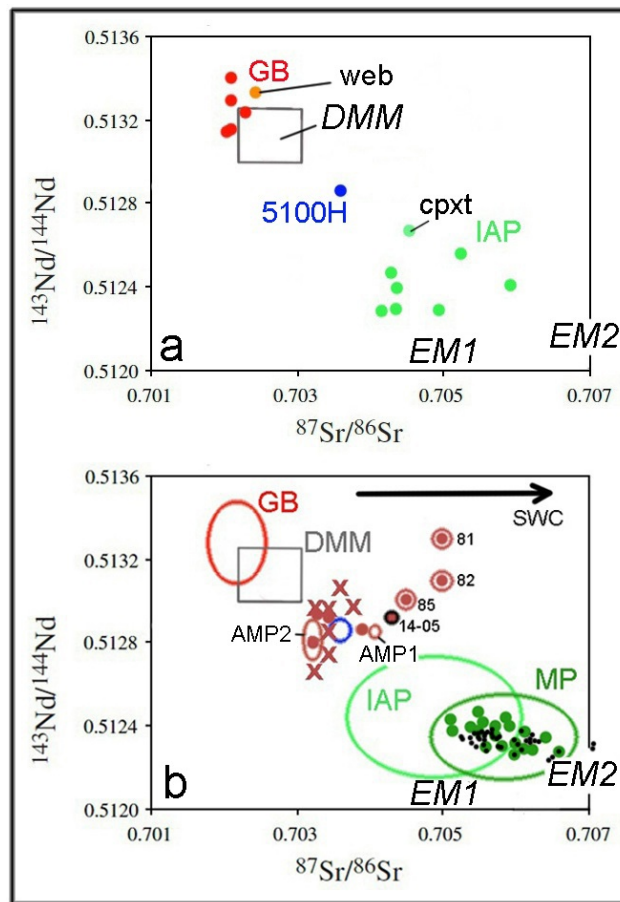 0.5136
GB
web
DMM
0.5132
0.5128
5100H
cpxt
IAP
0.5124
a
EM1
EM2
0.5120
0.701
0.703
0.705
0.707
143Nd/144Nd
87Sr/86Sr
0.5136
GB
SWC
DMM
81
0.5132
82
X
X
X
X
X
85
14-05
AMP2
X
0.5128
X
X
AMP1
IAP
MP
0.5124
b
EM1
EM2
0.5120
0.701
0.703
0.705
0.707
143Nd/144Nd
87Sr/86Sr